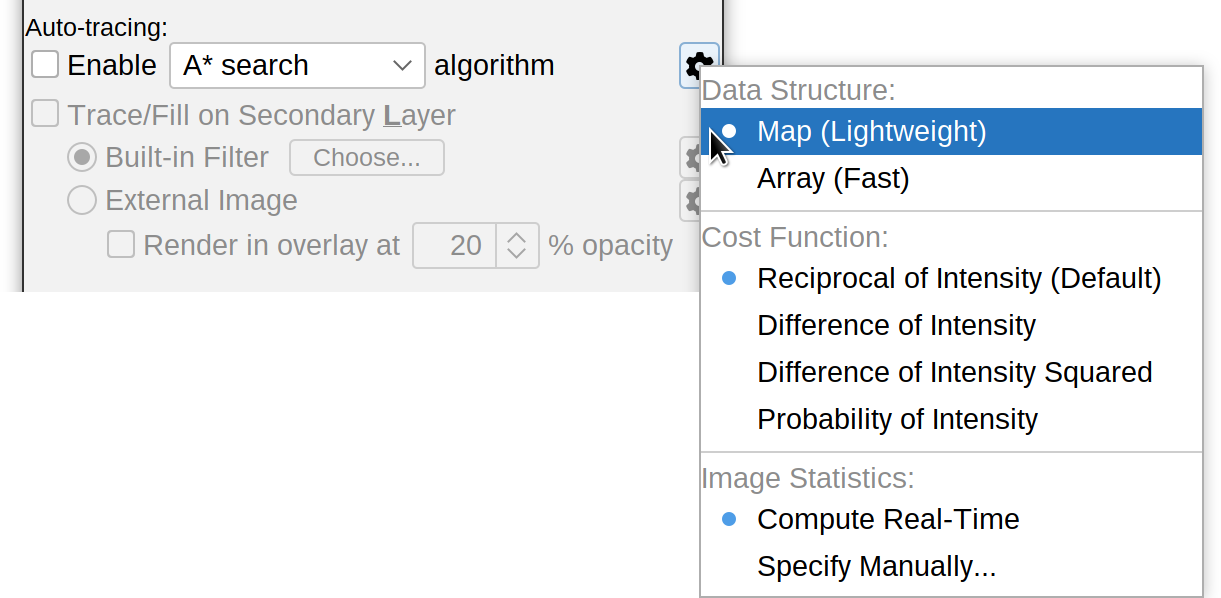 Auto-tracing:
Enable A* search algorithm
Trace/Fill on Secondary Layer
Built-in Filter Choose...
External Image
Render in overlay at 20 % opacity
Data Structure:
Map (Lightweight)
Array (Fast)
Cost Function:
Reciprocal of Intensity (Default)
Difference of Intensity
Difference of Intensity Squared
Probability of Intensity
Image Statistics:
Compute Real-Time
Specify Manually...